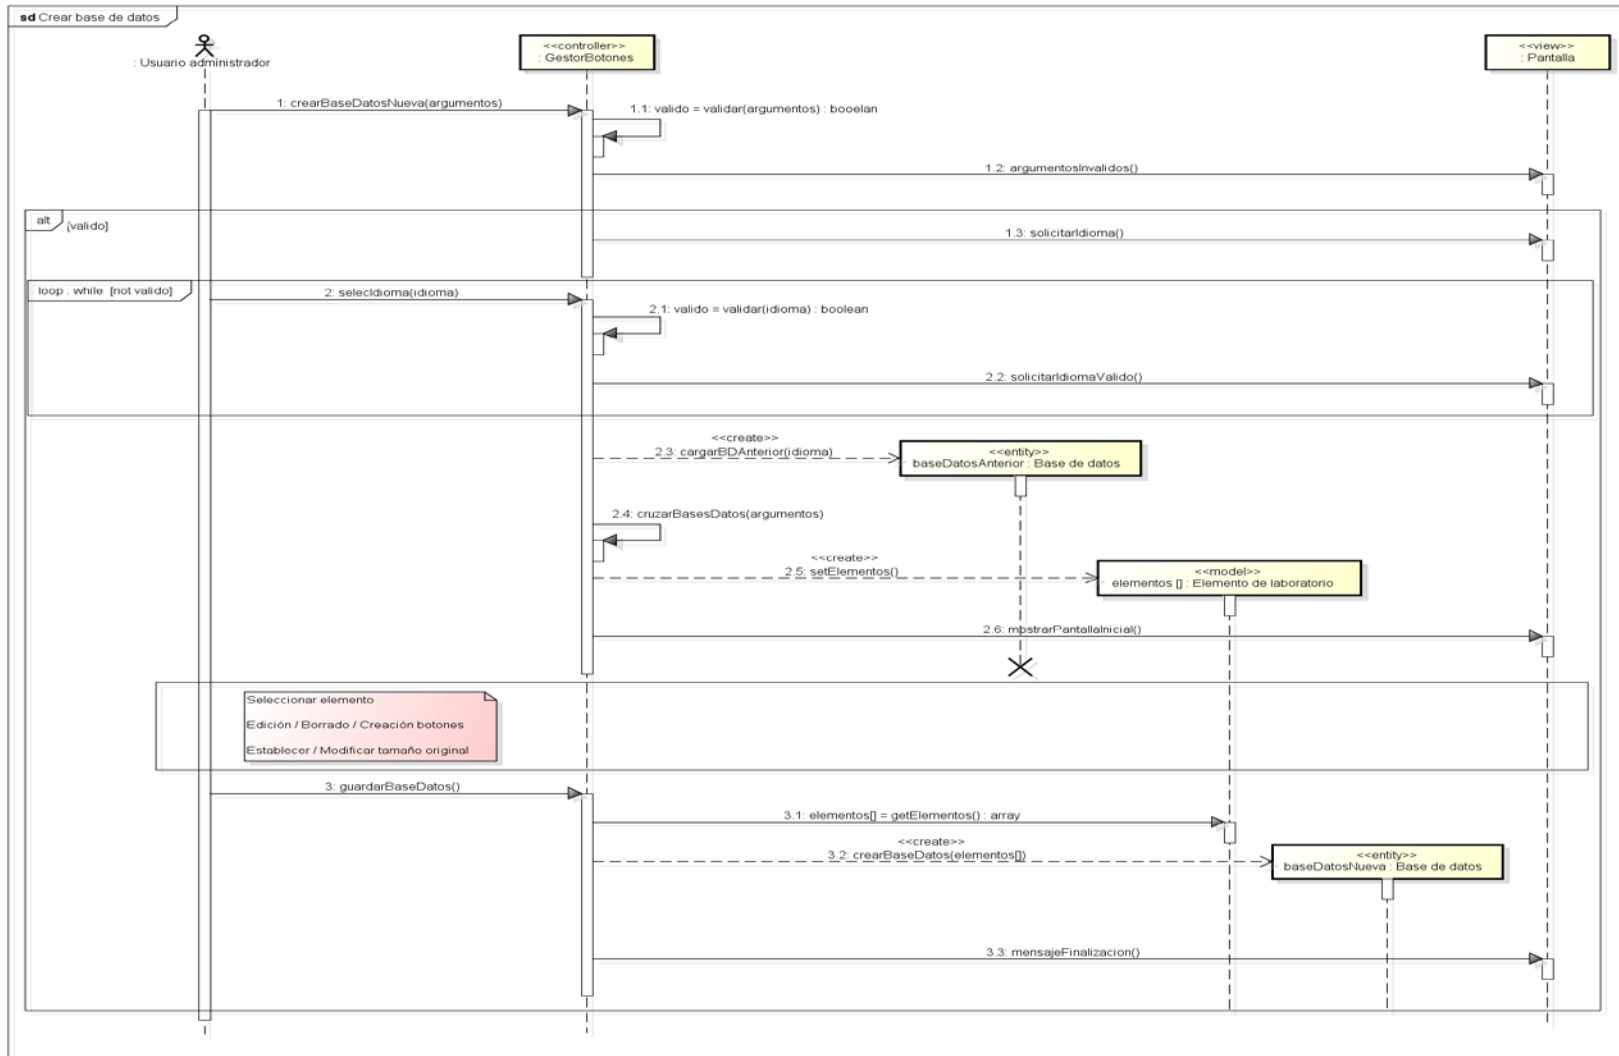 sd Crear base de datos
: Usuario administrador
<<controller>>
: GestorBotones
<<view>>
: Pantalla
1: crearBaseDatosNueva(argumentos)
1.1: valido = validar(argumentos) : booelan
1.2: argumentosInvalidos()
alt
[valido]
1.3: solicitarIdioma()
loop : while [not valido]
2: selecIdioma(idioma)
2.1: valido = validar(idioma) : boolean
2.2: solicitarIdiomaValido()
<<create>>
2.3: cargarBDAnterior(idioma)
<<entity>>
baseDatosAnterior : Base de datos
2.4: cruzarBasesDatos(argumentos)
<<create>>
2.5: setElementos()
<<model>>
elementos [] : Elemento de laboratorio
2.6: mostrarPantallaInicial()
Seleccionar elemento
Edición / Borrado / Creación botones
Establecer / Modificar tamaño original
3: guardarBaseDatos()
3.1: elementos[] = getElementos() : array
<<create>>
3.2: crearBaseDatos(elementos[])
<<entity>>
baseDatosNueva : Base de datos
3.3: mensajeFinalizacion()